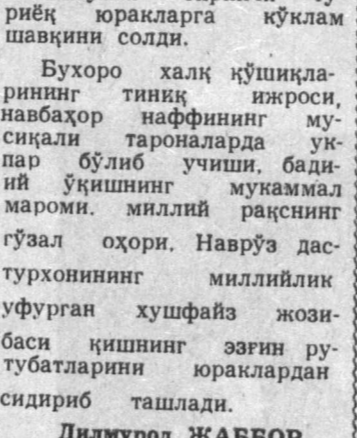 риёқ юракларга кўклам
шавқини солди.
Бухоро халқ қўшиқла-
рининг тиниқ ижроси,
навбаҳор наффининг му-
сиқали тароналарда ук-
пар бўлиб учиши, бади-
ий ўқишнинг мукаммал
мароми, миллий рақснинг
гўзал оҳори, Наврўз дас-
турхонининг миллийлик
уфурган хушфайз жози-
баси қишнинг эзғин ру-
тубатларини юраклардан
сидириб ташлади.
Дилмурод ЖАББОР